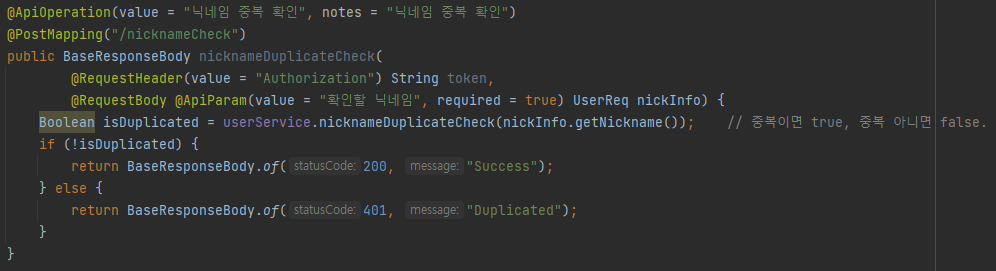 @ApiOperation(value = "닉네임 중복 확인", notes = "닉네임 중복 확인")
@PostMapping("/nicknameCheck")
public BaseResponseBody nicknameDuplicateCheck(
        @RequestHeader(value = "Authorization") String token,
        @RequestBody @ApiParam(value = "확인할 닉네임", required = true) UserReq nickInfo) {
    Boolean isDuplicated = userService.nicknameDuplicateCheck(nickInfo.getNickname());    // 중복이면 true, 중복 아니면 false.
    if (!isDuplicated) {
        return BaseResponseBody.of( statusCode: 200, message: "Success");
    } else {
        return BaseResponseBody.of( statusCode: 401, message: "Duplicated");
    }
}